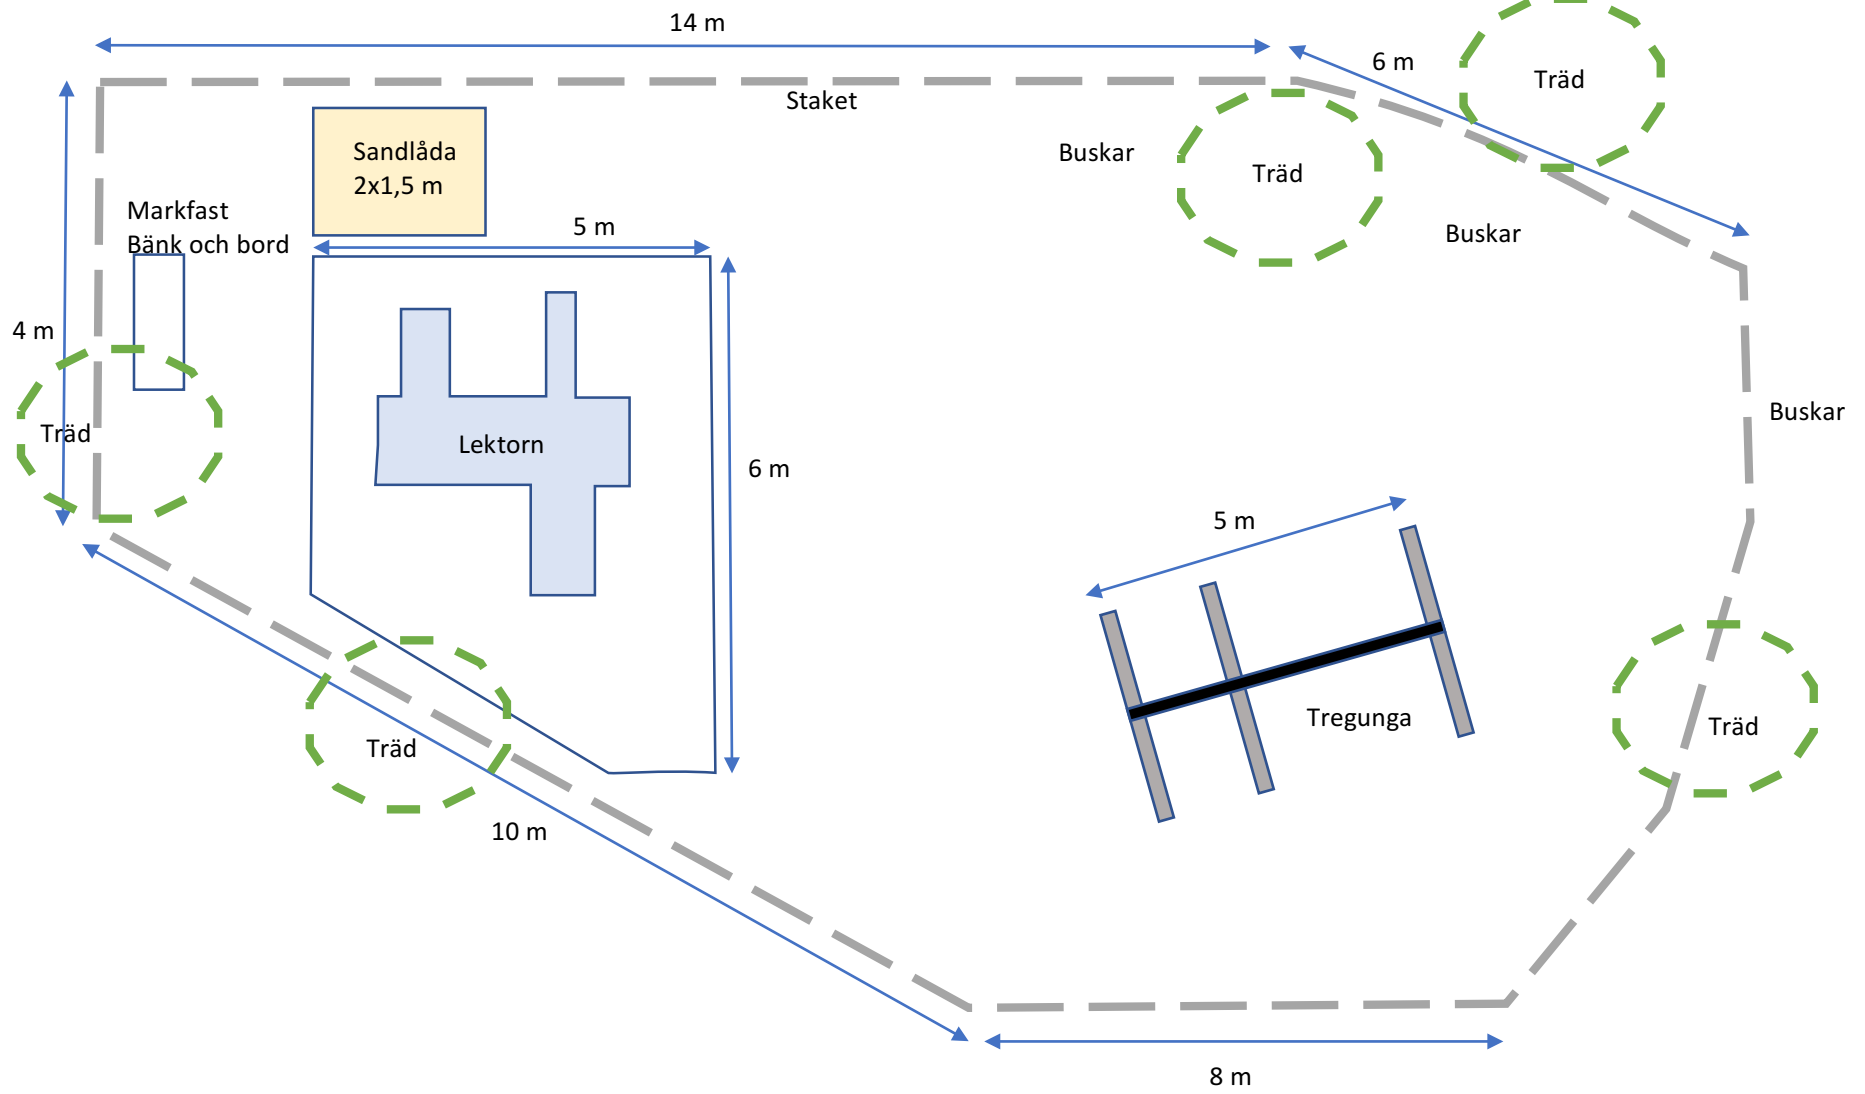 14 m
6 m
Träd
Staket
Buskar
Träd
Sandlåda
2x1,5 m
Markfast
Bänk och bord
5 m
Buskar
4 m
Träd
Lektorn
6 m
Buskar
5 m
Tregunga
Träd
Träd
10 m
8 m